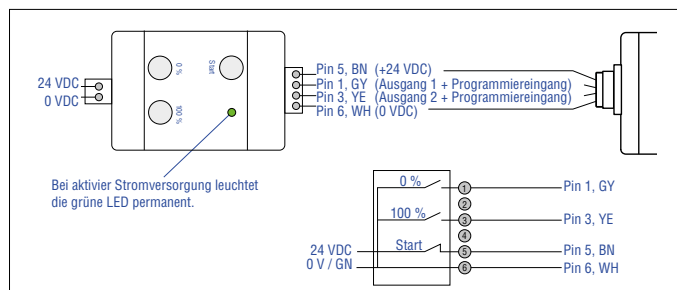 0 %
Start
100 %
24 VDC
0 VDC
Pin 5, BN (+24 VDC)
Pin 1, GY (Ausgang 1 + Programmiereingang)
Pin 3, YE (Ausgang 2 + Programmiereingang)
Pin 6, WH (0 VDC)
Bei aktivier Stromversorgung leuchtet
die grüne LED permanent.
0 %
1
Pin 1, GY
2
100 %
3
Pin 3, YE
4
24 VDC
Start
5
Pin 5, BN
0 V / GN
6
Pin 6, WH